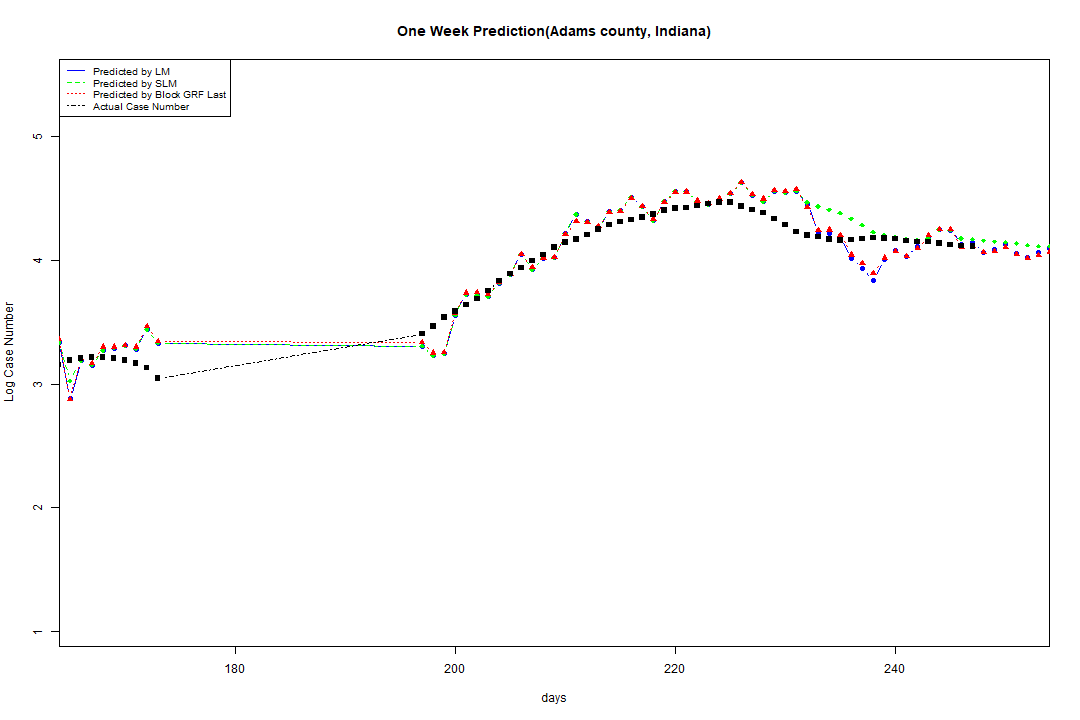 One Week Prediction(Adams county, Indiana)
Predicted by LM
Predicted by SLM
Predicted by Block GRF Last
Actual Case Number
5
4
3
2
1
Log Case Number
180 200 220 240
days